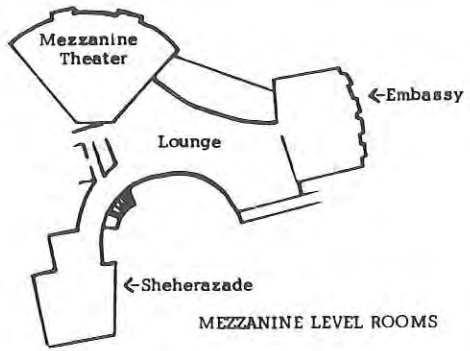 Mezzanine
Theater
←Embassy
Lounge
←Sheherazade
MEZZANINE LEVEL ROOMS